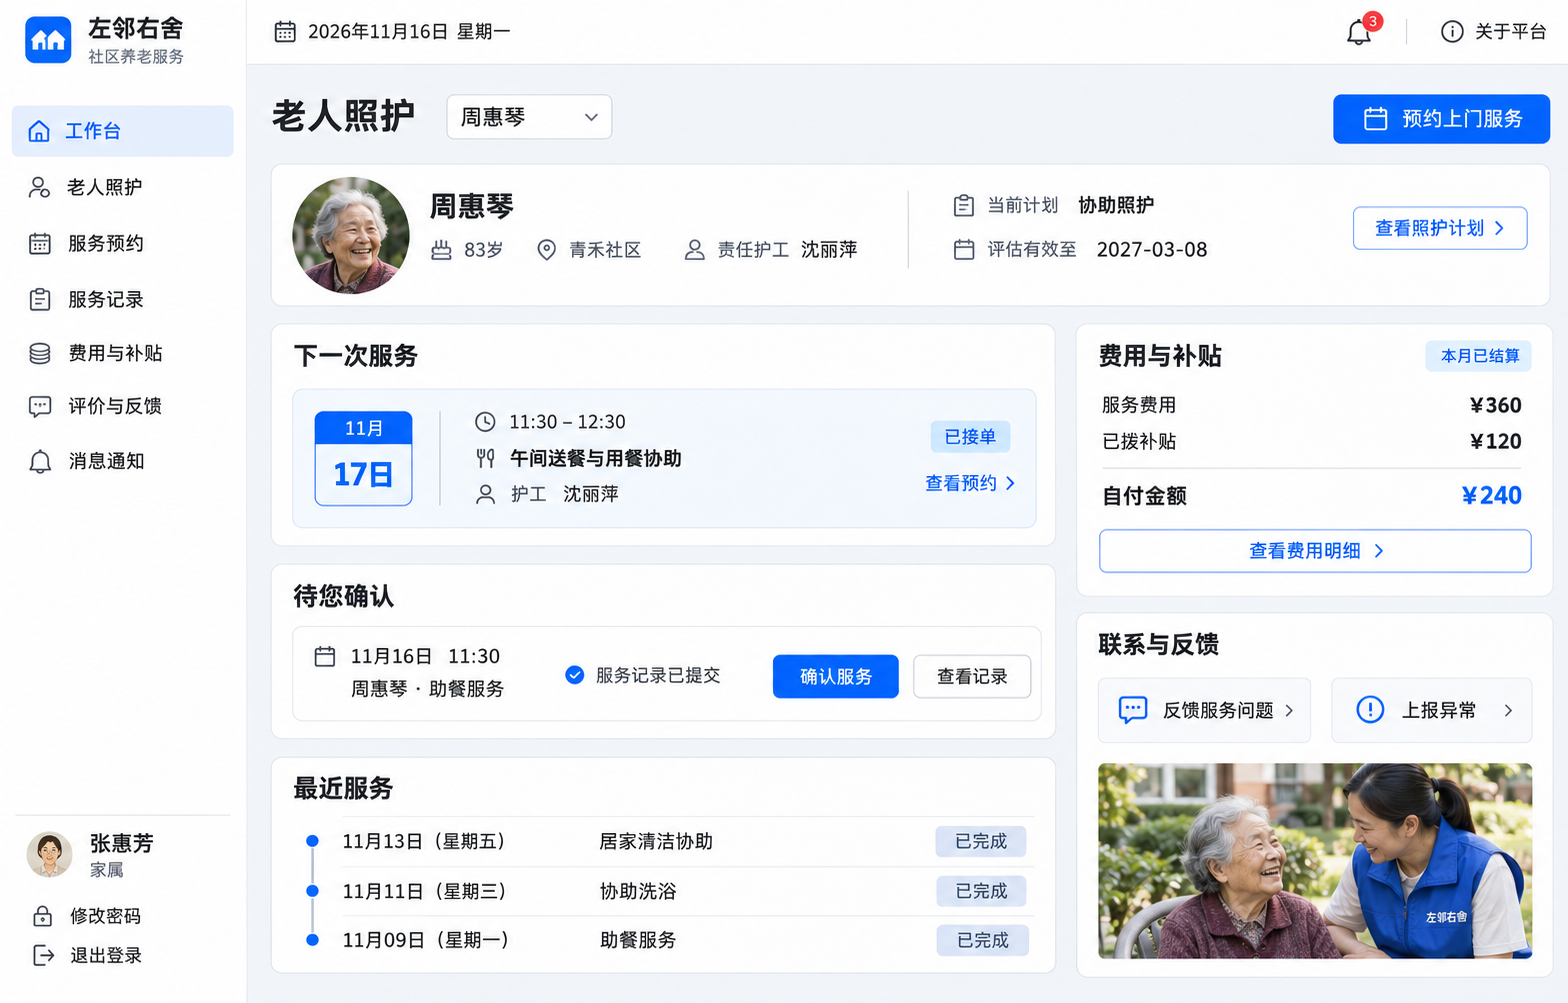 左邻右舍
社区养老服务
工作台
老人照护
服务预约
服务记录
费用与补贴
评价与反馈
消息通知
张惠芳
家属
修改密码
退出登录
2026年11月16日 星期一
3
关于平台
老人照护
周惠琴
预约上门服务
周惠琴
83岁 青禾社区 责任护工 沈丽萍
当前计划 协助照护
评估有效至 2027-03-08
查看照护计划
下一次服务
11月
17日
11:30 – 12:30
午间送餐与用餐协助
护工 沈丽萍
已接单
查看预约
待您确认
11月16日 11:30
周惠琴 · 助餐服务
服务记录已提交
确认服务
查看记录
最近服务
11月13日（星期五） 居家清洁协助 已完成
11月11日（星期三） 协助洗浴 已完成
11月09日（星期一） 助餐服务 已完成
费用与补贴
本月已结算
服务费用 ¥360
已拨补贴 ¥120
自付金额 ¥240
查看费用明细
联系与反馈
反馈服务问题
上报异常
左邻右舍